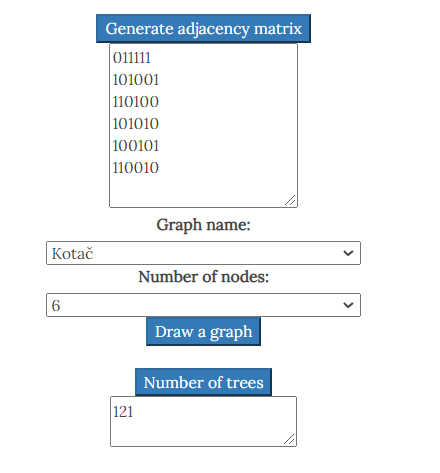 Generate adjacency matrix
011111
101001
110100
101010
100101
110010
Graph name:
Kotač
Number of nodes:
6
Draw a graph
Number of trees
121